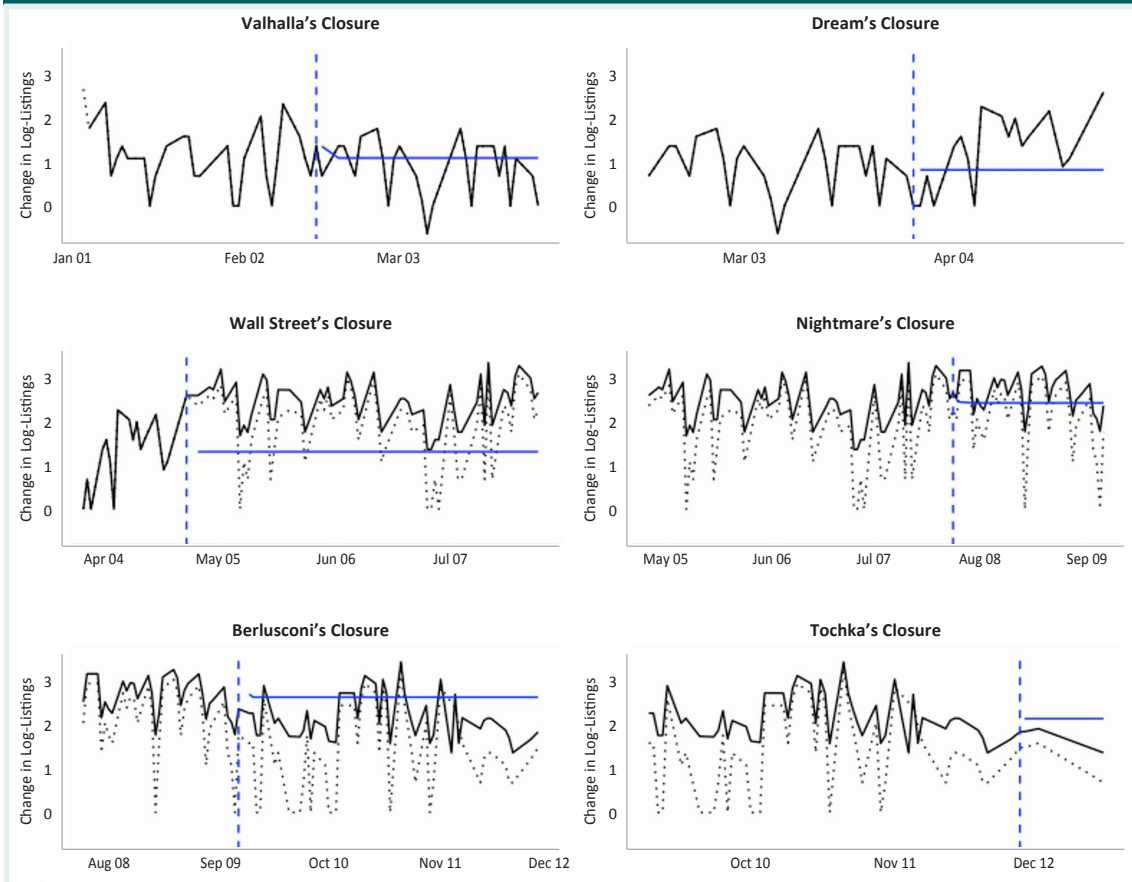 Valhalla’s Closure
Change in Log-Listings
3
2
1
0
Jan 01 Feb 02 Mar 03
Dream’s Closure
Change in Log-Listings
3
2
1
0
Mar 03 Apr 04
Wall Street’s Closure
Change in Log-Listings
3
2
1
0
Apr 04 May 05 Jun 06 Jul 07
Nightmare’s Closure
Change in Log-Listings
3
2
1
0
May 05 Jun 06 Jul 07 Aug 08 Sep 09
Berlusconi’s Closure
Change in Log-Listings
3
2
1
0
Aug 08 Sep 09 Oct 10 Nov 11 Dec 12
Tochka’s Closure
Change in Log-Listings
3
2
1
0
Oct 10 Nov 11 Dec 12